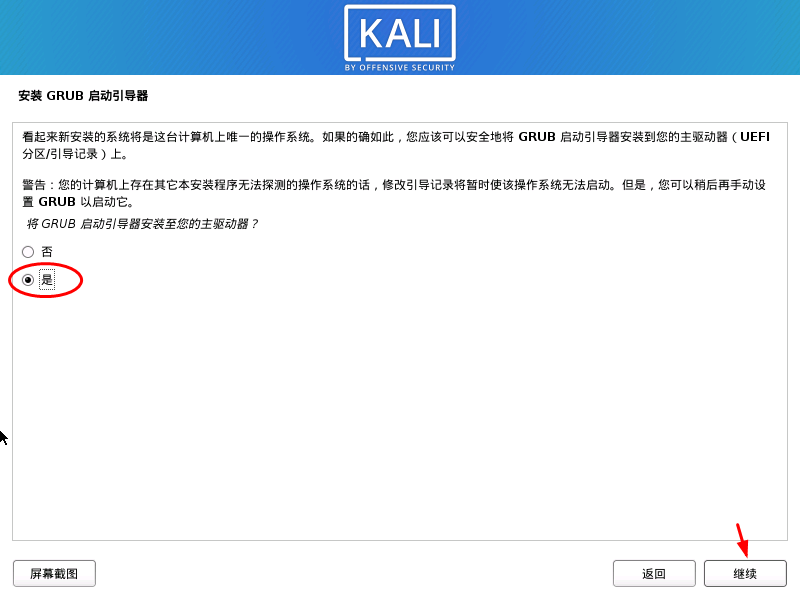 KALI
BY OFFENSIVE SECURITY
安装 GRUB 启动引导器
看起来新安装的系统将是这台计算机上唯一的操作系统。如果的确如此，您应该可以安全地将 GRUB 启动引导器安装到您的主驱动器（UEFI
分区/引导记录）上。
警告：您的计算机上存在其它本安装程序无法探测的操作系统的话，修改引导记录将暂时使该操作系统无法启动。但是，您可以稍后再手动设
置 GRUB 以启动它。
将 GRUB 启动引导器安装至您的主驱动器？
否
是
屏幕截图
返回
继续